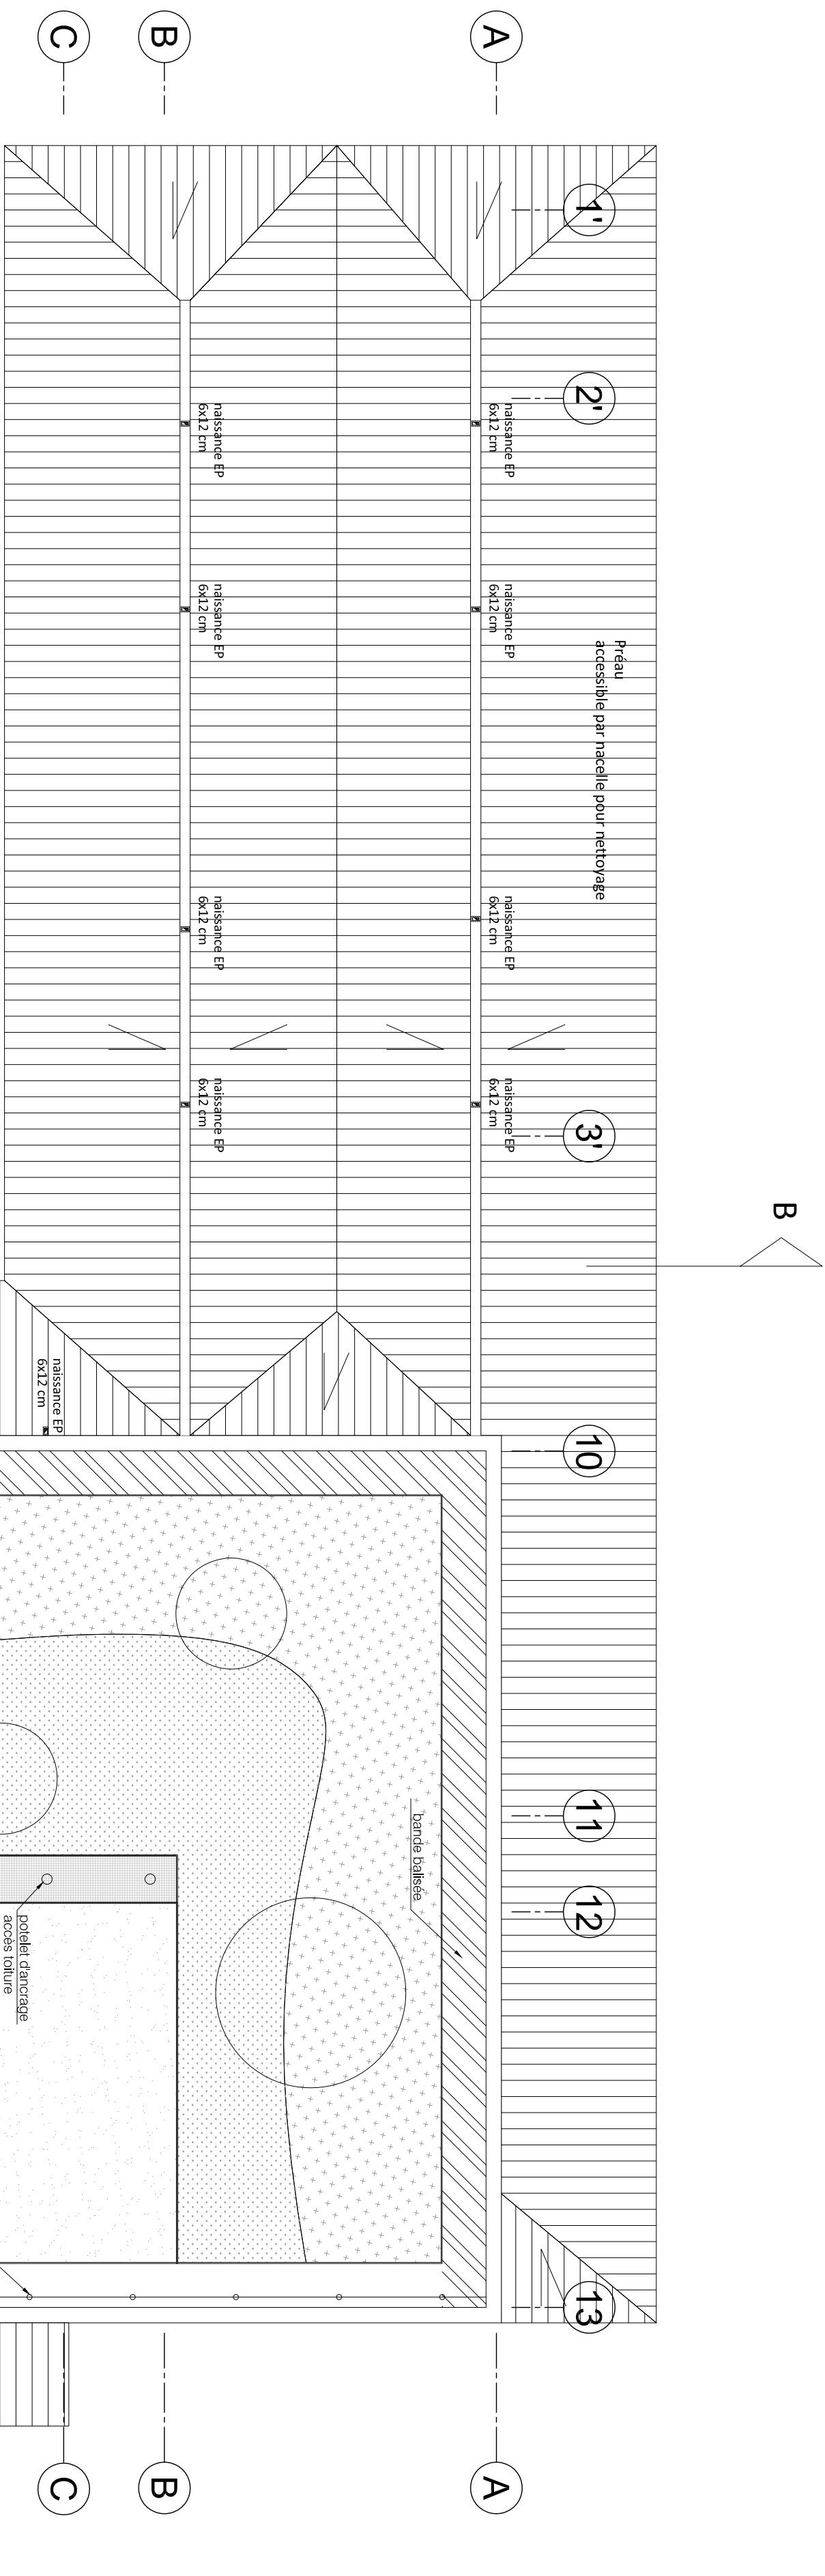 A
B
C
1'
2'
3'
10
11
12
13
B
Préau
accessible par nacelle pour nettoyage
naissance EP
6x12 cm
naissance EP
6x12 cm
naissance EP
6x12 cm
naissance EP
6x12 cm
naissance EP
6x12 cm
naissance EP
6x12 cm
naissance EP
6x12 cm
naissance EP
6x12 cm
naissance EP
6x12 cm
bande balisée
potelet d'ancrage
accès toiture
A
B
C